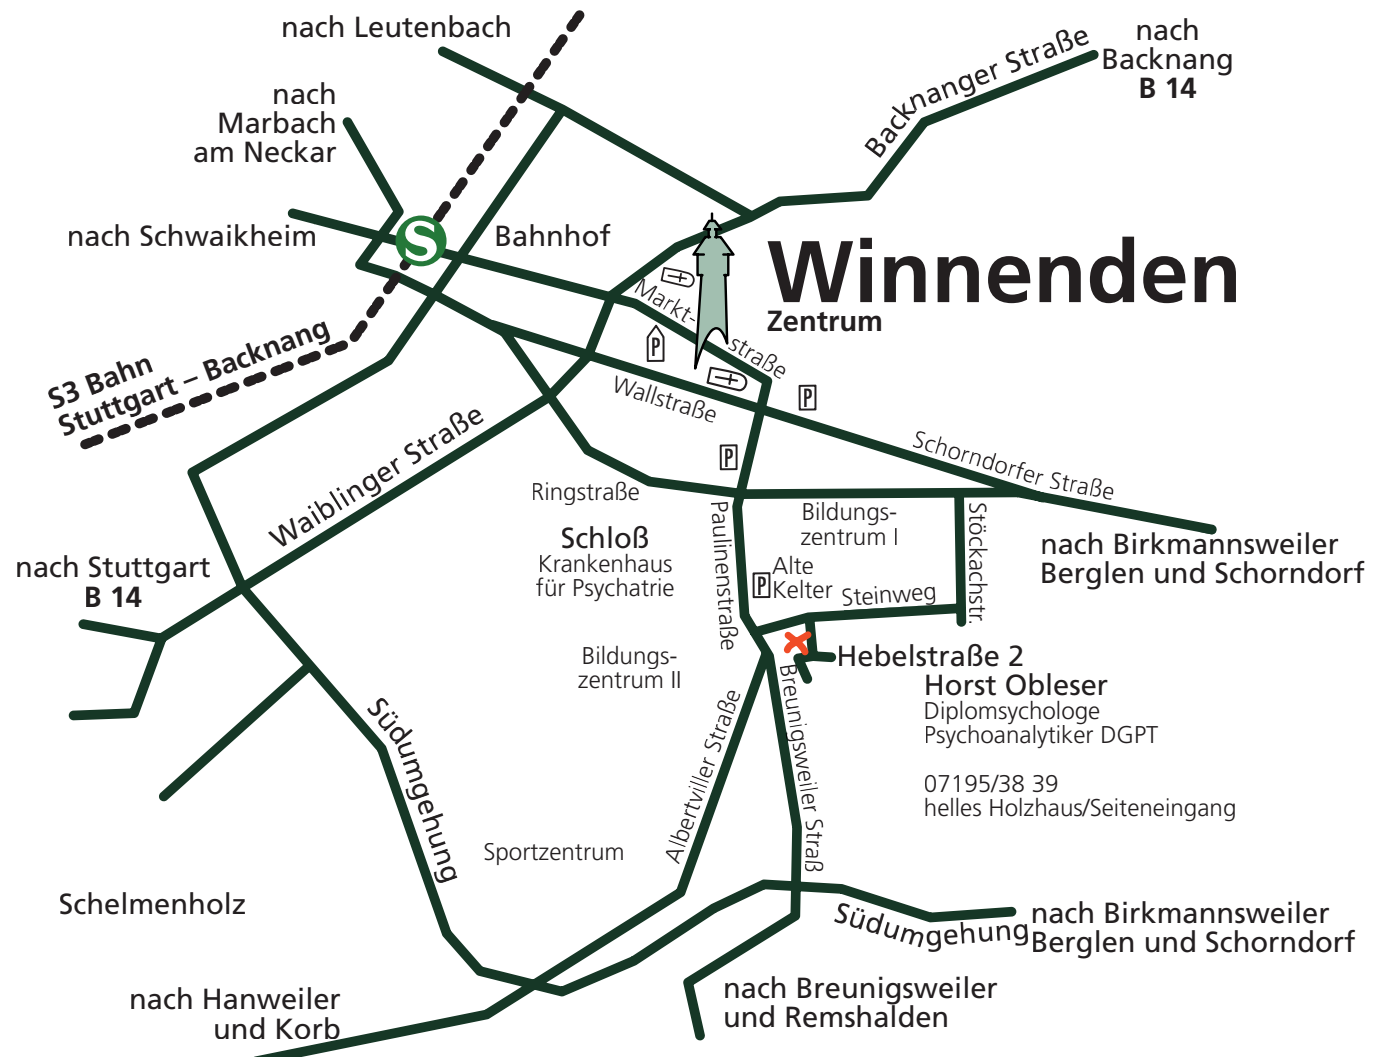 nach Leutenbach
nach
Marbach
am Neckar
nach Schwaikheim
S
Bahnhof
Backnanger Straße
nach
Backnang
B 14
Winnenden
Zentrum
Markt-
straße
P
Wallstraße
P
P
S3 Bahn
Stuttgart – Backnang
Waiblinger Straße
Schorndorfer Straße
Ringstraße
Schloß
Krankenhaus
für Psychatrie
Paulinenstraße
Bildungs-
zentrum I
Stöckachstr.
nach Birkmannsweiler
Berglen und Schorndorf
nach Stuttgart
B 14
P
Alte
Kelter
Steinweg
Bildungs-
zentrum II
Hebelstraße 2
Horst Obleser
Diplomsychologe
Psychoanalytiker DGPT
07195/38 39
helles Holzhaus/Seiteneingang
Südumgehung
Albertviller Straße
Breunigsweiler Straß
Sportzentrum
Schelmenholz
Südumgehung
nach Birkmannsweiler
Berglen und Schorndorf
nach Hanweiler
und Korb
nach Breunigsweiler
und Remshalden